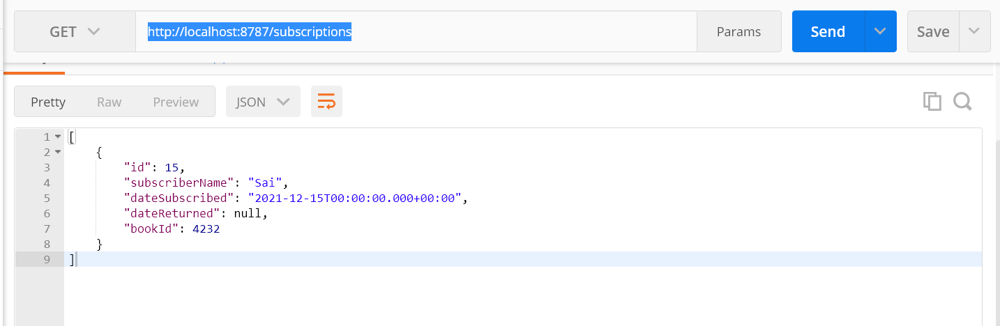 GET http://localhost:8787/subscriptions Params Send Save
Pretty Raw Preview JSON
1 [
2 {
3 "id": 15,
4 "subscriberName": "Sai",
5 "dateSubscribed": "2021-12-15T00:00:00.000+00:00",
6 "dateReturned": null,
7 "bookId": 4232
8 }
9 ]